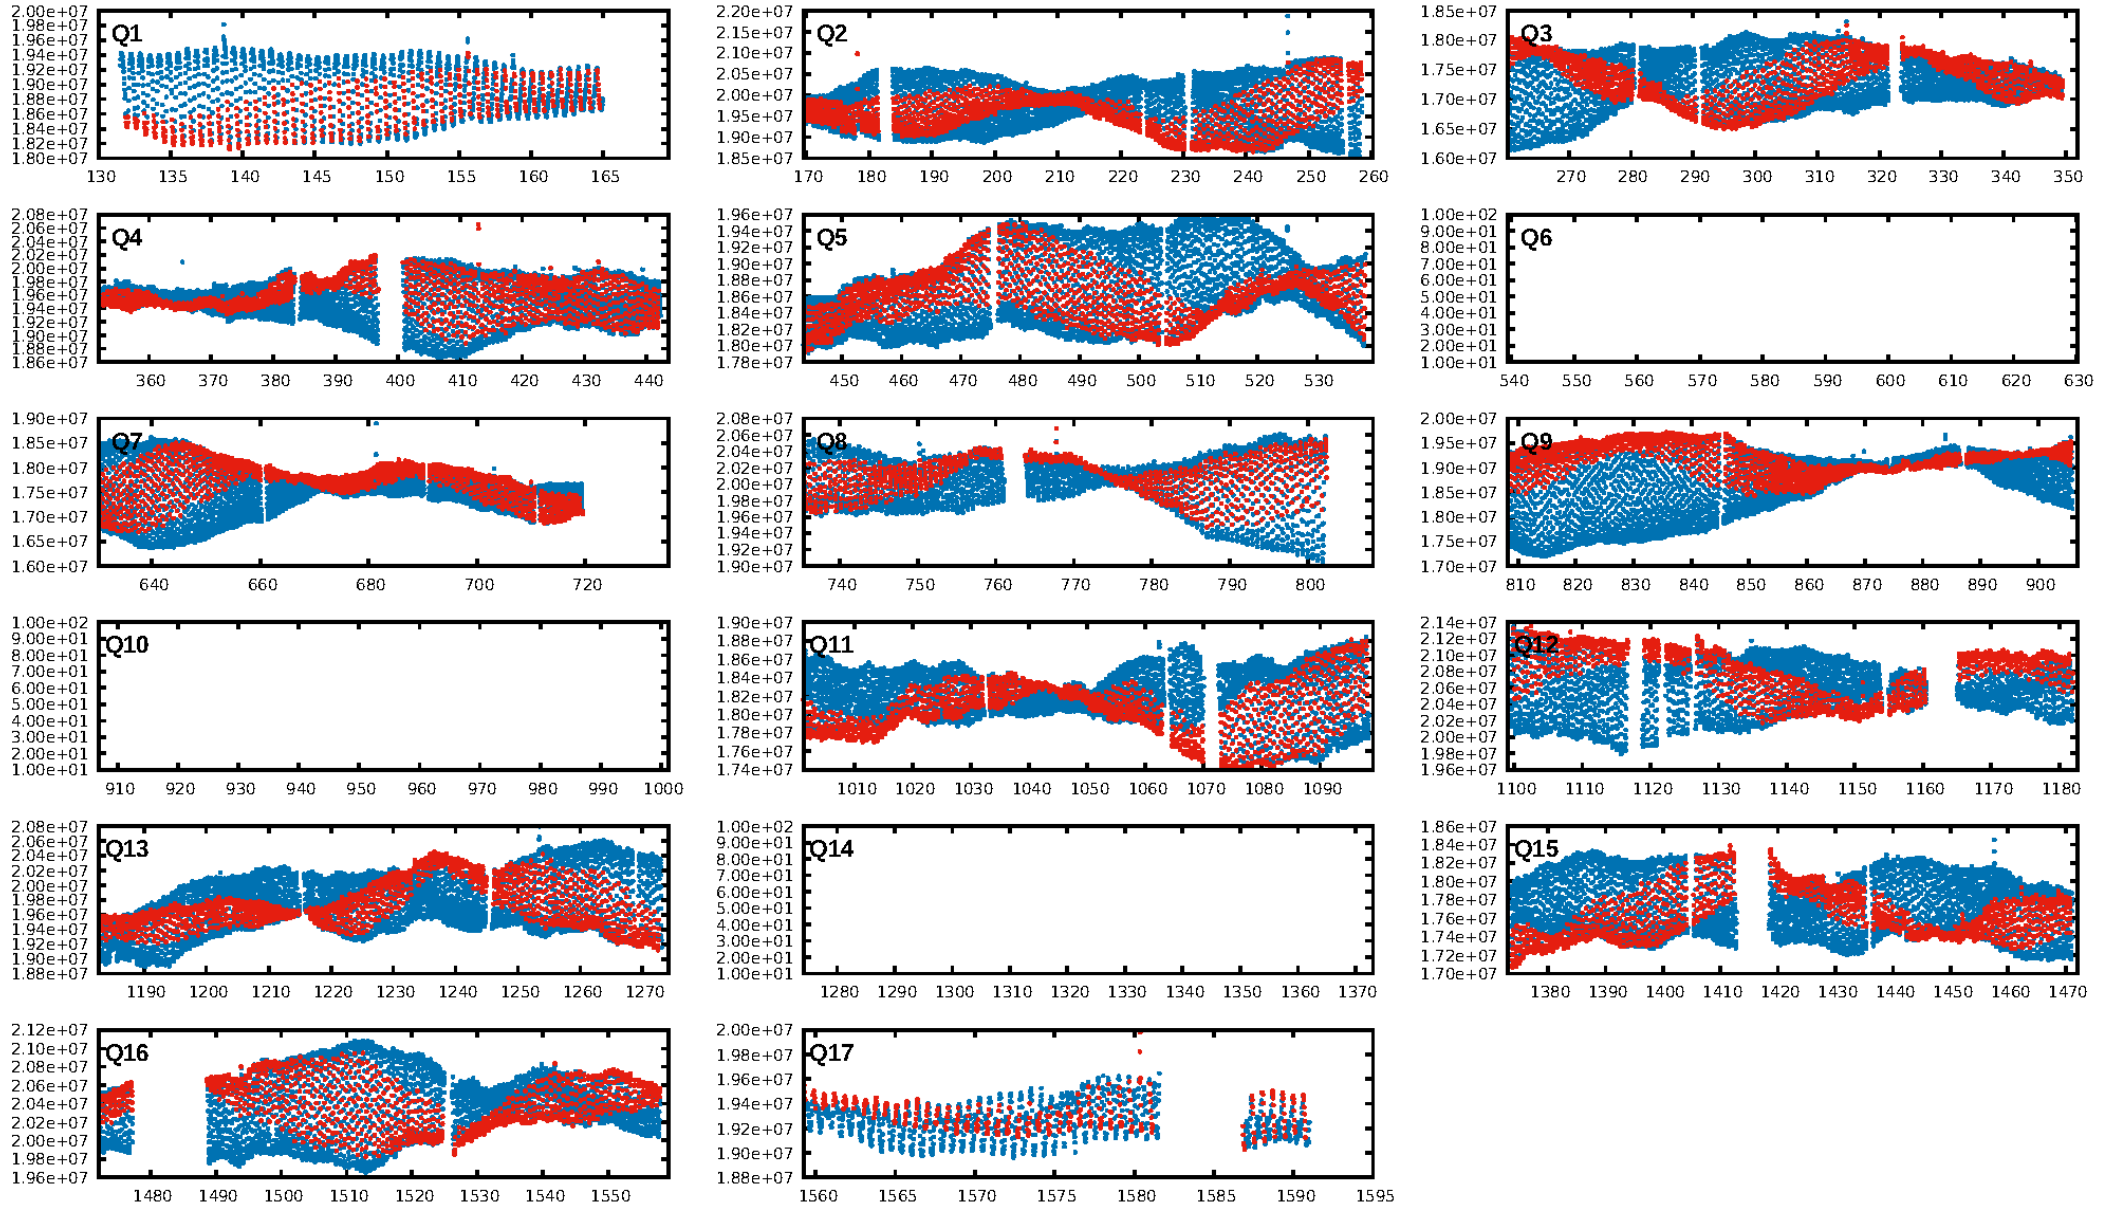 2.00e+07
1.98e+07
1.96e+07
1.94e+07
1.92e+07
1.90e+07
1.88e+07
1.86e+07
1.84e+07
1.82e+07
1.80e+07
Q1
130 135 140 145 150 155 160 165
2.20e+07
2.15e+07
2.10e+07
2.05e+07
2.00e+07
1.95e+07
1.90e+07
1.85e+07
Q2
170 180 190 200 210 220 230 240 250 260
1.85e+07
1.80e+07
1.75e+07
1.70e+07
1.65e+07
1.60e+07
Q3
270 280 290 300 310 320 330 340 350
2.08e+07
2.06e+07
2.04e+07
2.02e+07
2.00e+07
1.98e+07
1.96e+07
1.94e+07
1.92e+07
1.90e+07
1.88e+07
1.86e+07
Q4
360 370 380 390 400 410 420 430 440
1.96e+07
1.94e+07
1.92e+07
1.90e+07
1.88e+07
1.86e+07
1.84e+07
1.82e+07
1.80e+07
1.78e+07
Q5
450 460 470 480 490 500 510 520 530
1.00e+02
9.00e+01
8.00e+01
7.00e+01
6.00e+01
5.00e+01
4.00e+01
3.00e+01
2.00e+01
1.00e+01
Q6
540 550 560 570 580 590 600 610 620 630
1.90e+07
1.85e+07
1.80e+07
1.75e+07
1.70e+07
1.65e+07
1.60e+07
Q7
640 660 680 700 720
2.08e+07
2.06e+07
2.04e+07
2.02e+07
2.00e+07
1.98e+07
1.96e+07
1.94e+07
1.92e+07
1.90e+07
Q8
740 750 760 770 780 790 800
2.00e+07
1.95e+07
1.90e+07
1.85e+07
1.80e+07
1.75e+07
1.70e+07
Q9
810 820 830 840 850 860 870 880 890 900
1.00e+02
9.00e+01
8.00e+01
7.00e+01
6.00e+01
5.00e+01
4.00e+01
3.00e+01
2.00e+01
1.00e+01
Q10
910 920 930 940 950 960 970 980 990 1000
1.90e+07
1.88e+07
1.86e+07
1.84e+07
1.82e+07
1.80e+07
1.78e+07
1.76e+07
1.74e+07
Q11
1010 1020 1030 1040 1050 1060 1070 1080 1090
2.14e+07
2.12e+07
2.10e+07
2.08e+07
2.06e+07
2.04e+07
2.02e+07
2.00e+07
1.98e+07
1.96e+07
Q12
1100 1110 1120 1130 1140 1150 1160 1170 1180
2.08e+07
2.06e+07
2.04e+07
2.02e+07
2.00e+07
1.98e+07
1.96e+07
1.94e+07
1.92e+07
1.90e+07
1.88e+07
Q13
1190 1200 1210 1220 1230 1240 1250 1260 1270
1.00e+02
9.00e+01
8.00e+01
7.00e+01
6.00e+01
5.00e+01
4.00e+01
3.00e+01
2.00e+01
1.00e+01
Q14
1280 1290 1300 1310 1320 1330 1340 1350 1360 1370
1.86e+07
1.84e+07
1.82e+07
1.80e+07
1.78e+07
1.76e+07
1.74e+07
1.72e+07
1.70e+07
Q15
1380 1390 1400 1410 1420 1430 1440 1450 1460 1470
2.12e+07
2.10e+07
2.08e+07
2.06e+07
2.04e+07
2.02e+07
2.00e+07
1.98e+07
1.96e+07
Q16
1480 1490 1500 1510 1520 1530 1540 1550
2.00e+07
1.98e+07
1.96e+07
1.94e+07
1.92e+07
1.90e+07
1.88e+07
Q17
1560 1565 1570 1575 1580 1585 1590 1595